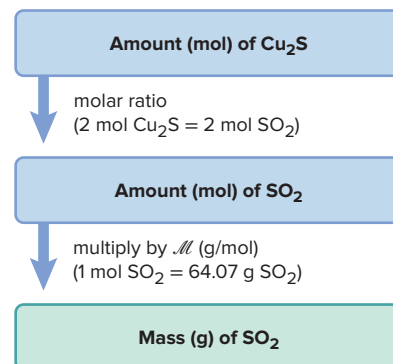 Amount (mol) of Cu₂S
molar ratio
(2 mol Cu₂S = 2 mol SO₂)
Amount (mol) of SO₂
multiply by ℳ (g/mol)
(1 mol SO₂ = 64.07 g SO₂)
Mass (g) of SO₂